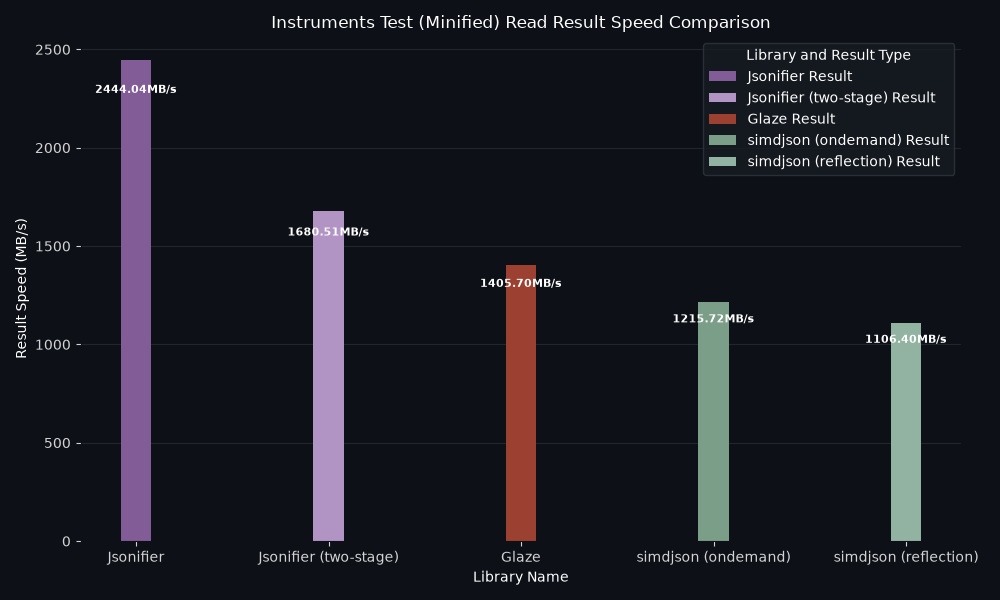 Instruments Test (Minified) Read Result Speed Comparison
Library and Result Type
Jsonifier Result
Jsonifier (two-stage) Result
Glaze Result
simdjson (ondemand) Result
simdjson (reflection) Result
Result Speed (MB/s)
2500
2000
1500
1000
500
0
2444.04MB/s
1680.51MB/s
1405.70MB/s
1215.72MB/s
1106.40MB/s
Jsonifier
Jsonifier (two-stage)
Glaze
simdjson (ondemand)
simdjson (reflection)
Library Name